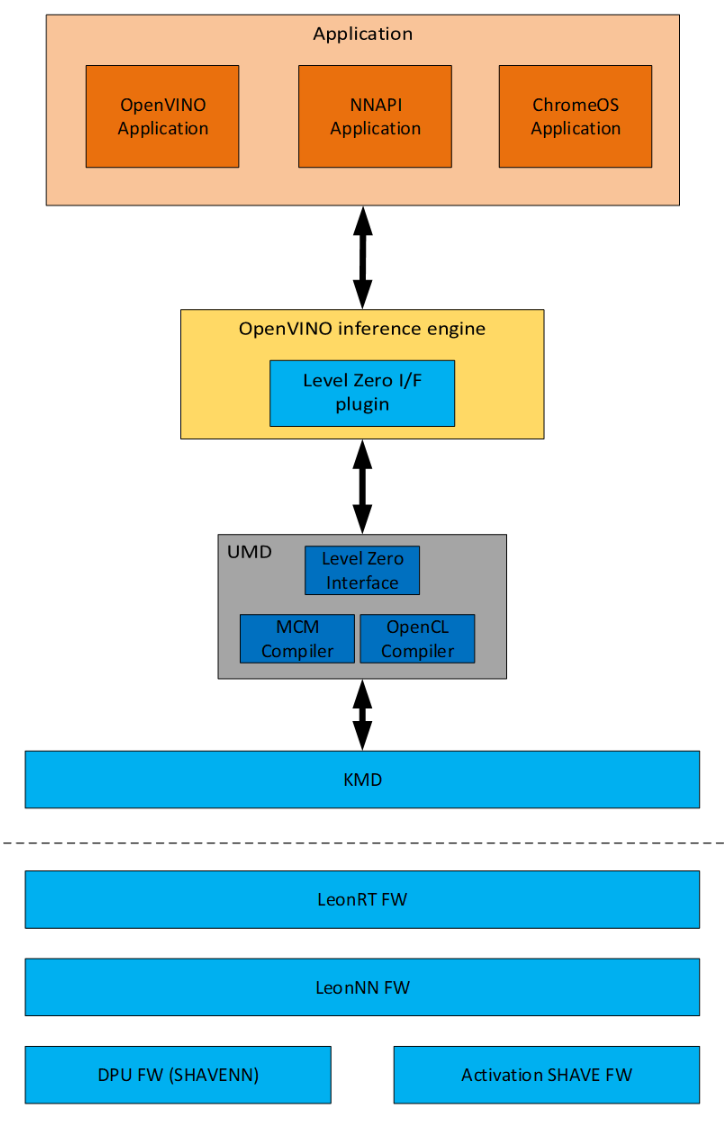 Application
OpenVINO
Application
NNAPI
Application
ChromeOS
Application
OpenVINO inference engine
Level Zero I/F
plugin
UMD
Level Zero
Interface
MCM
Compiler
OpenCL
Compiler
KMD
LeonRT FW
LeonNN FW
DPU FW (SHAVENN)
Activation SHAVE FW